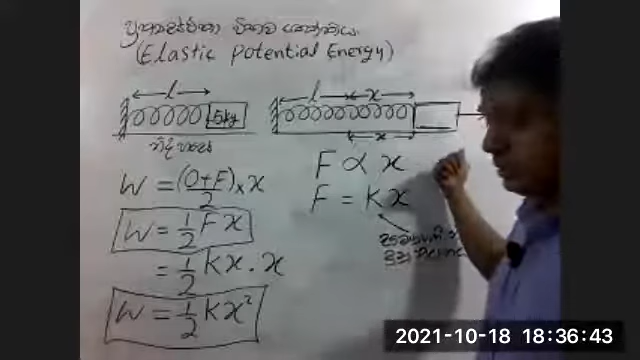 ප්‍රත්‍යස්ථතා විභව ශක්තිය
(Elastic Potential Energy)
l
5kg
l x
x
W = (0+F)/2 × x
F ∝ x
W = 1/2 Fx
F = Kx
= 1/2 Kx . x
W = 1/2 Kx²
2021-10-18 18:36:43